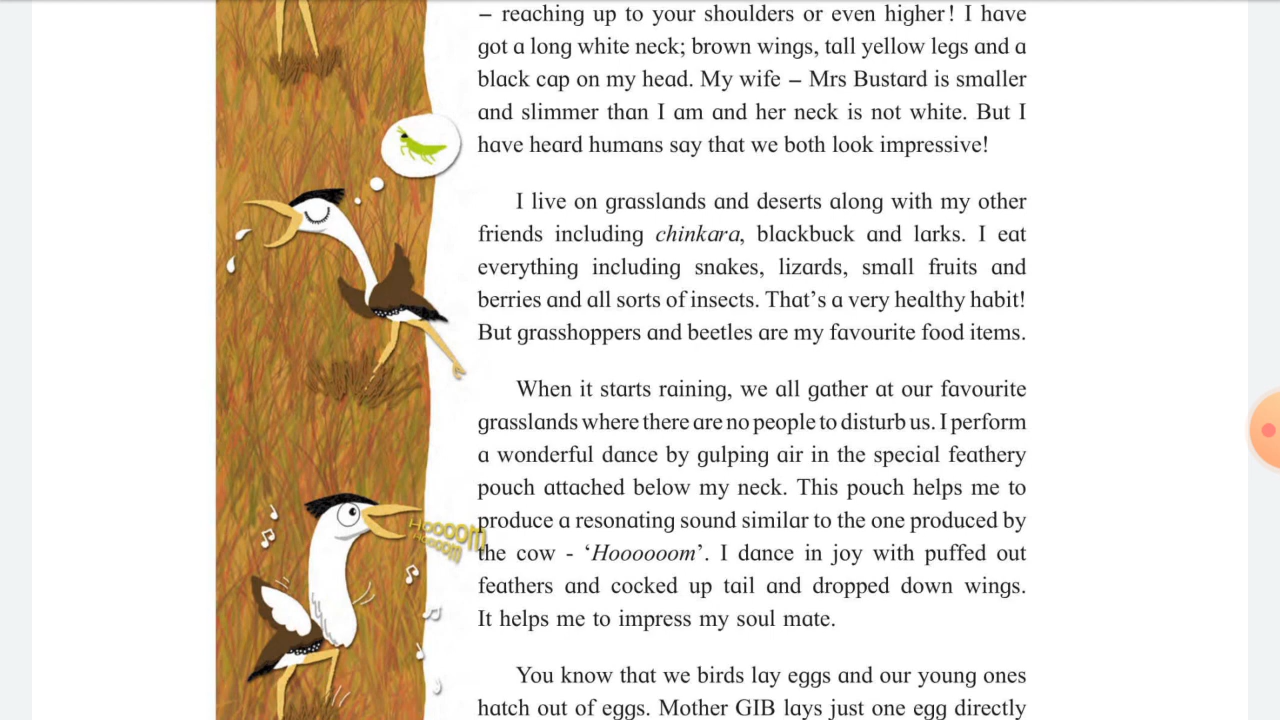 – reaching up to your shoulders or even higher! I have
got a long white neck; brown wings, tall yellow legs and a
black cap on my head. My wife – Mrs Bustard is smaller
and slimmer than I am and her neck is not white. But I
have heard humans say that we both look impressive!
I live on grasslands and deserts along with my other
friends including chinkara, blackbuck and larks. I eat
everything including snakes, lizards, small fruits and
berries and all sorts of insects. That’s a very healthy habit!
But grasshoppers and beetles are my favourite food items.
When it starts raining, we all gather at our favourite
grasslands where there are no people to disturb us. I perform
a wonderful dance by gulping air in the special feathery
pouch attached below my neck. This pouch helps me to
produce a resonating sound similar to the one produced by
the cow - ‘Hoooooom’. I dance in joy with puffed out
feathers and cocked up tail and dropped down wings.
It helps me to impress my soul mate.
You know that we birds lay eggs and our young ones
hatch out of eggs. Mother GIB lays just one egg directly
Hoooom